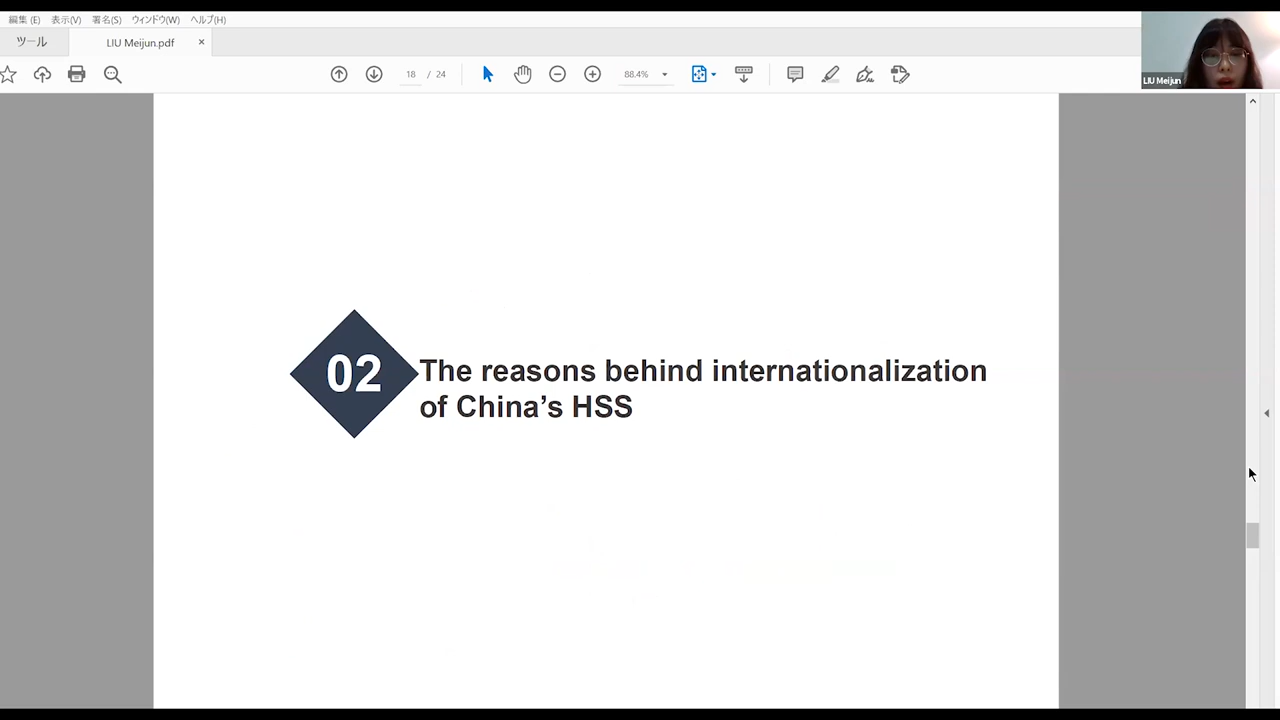 編集 (E) 表示(V) 署名(S) ウィンドウ(W) ヘルプ(H)
ツール LIU Meijun.pdf ×
18 / 24 88.4%
LIU Meijun
02
The reasons behind internationalization
of China’s HSS